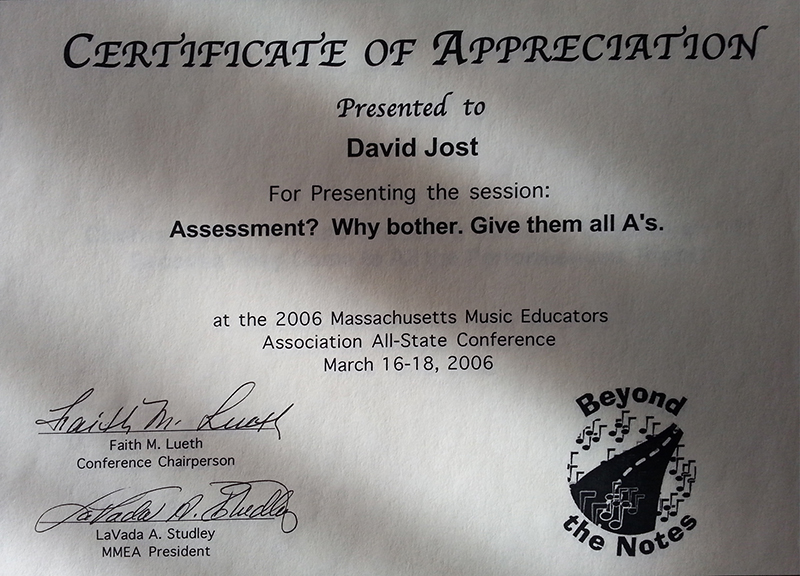 CERTIFICATE OF APPRECIATION
Presented to
David Jost
For Presenting the session:
Assessment? Why bother. Give them all A's.
at the 2006 Massachusetts Music Educators
Association All-State Conference
March 16-18, 2006
Faith M. Lueth
Faith M. Lueth
Conference Chairperson
LaVada A. Studley
LaVada A. Studley
MMEA President
Beyond
the Notes